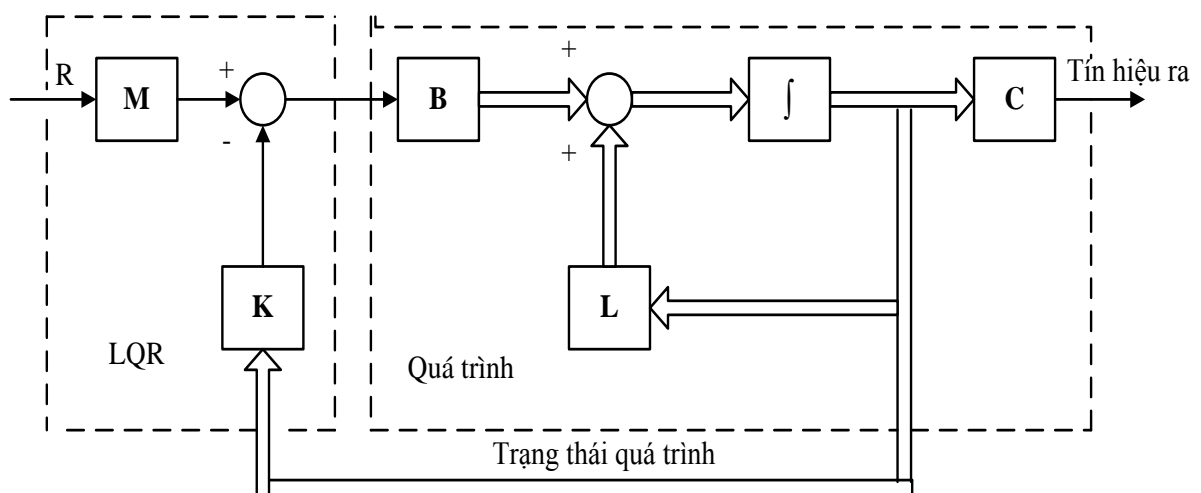 R
M
+
-
K
LQR
B
+
+
∫
C
Tín hiệu ra
L
Quá trình
Trạng thái quá trình